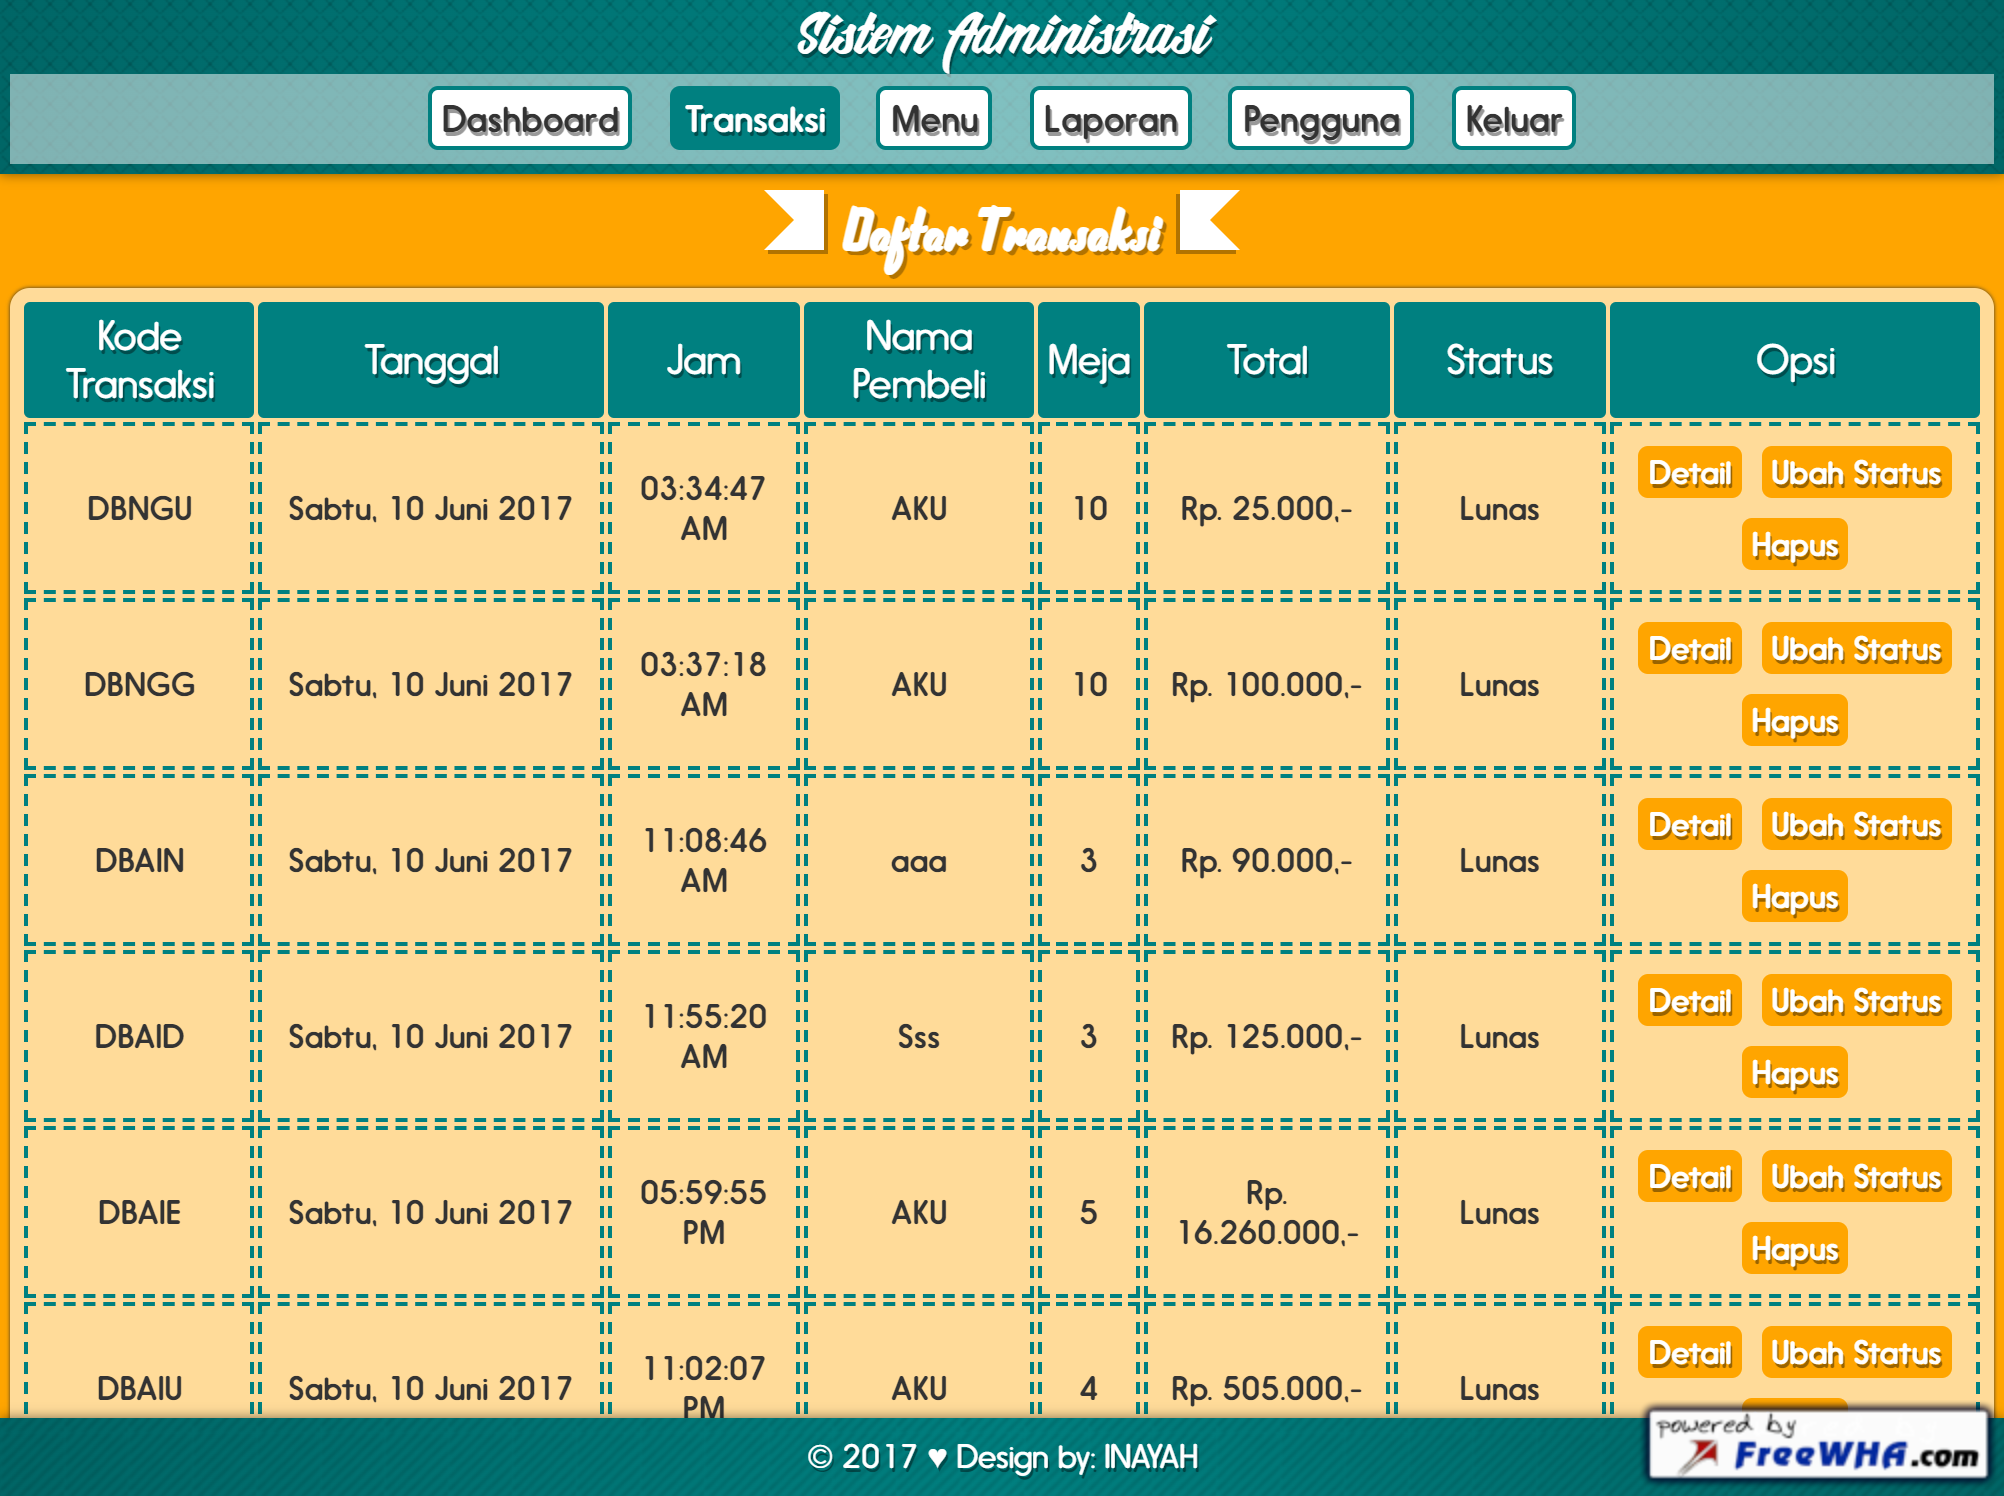 Sistem Administrasi
Dashboard Transaksi Menu Laporan Pengguna Keluar
Daftar Transaksi
Kode Transaksi Tanggal Jam Nama Pembeli Meja Total Status Opsi
DBNGU Sabtu, 10 Juni 2017 03:34:47 AM AKU 10 Rp. 25.000,- Lunas Detail Ubah Status Hapus
DBNGG Sabtu, 10 Juni 2017 03:37:18 AM AKU 10 Rp. 100.000,- Lunas Detail Ubah Status Hapus
DBAIN Sabtu, 10 Juni 2017 11:08:46 AM aaa 3 Rp. 90.000,- Lunas Detail Ubah Status Hapus
DBAID Sabtu, 10 Juni 2017 11:55:20 AM Sss 3 Rp. 125.000,- Lunas Detail Ubah Status Hapus
DBAIE Sabtu, 10 Juni 2017 05:59:55 PM AKU 5 Rp. 16.260.000,- Lunas Detail Ubah Status Hapus
DBAIU Sabtu, 10 Juni 2017 11:02:07 PM AKU 4 Rp. 505.000,- Lunas Detail Ubah Status
© 2017 ♥ Design by: INAYAH
powered by
FreeWHA.com